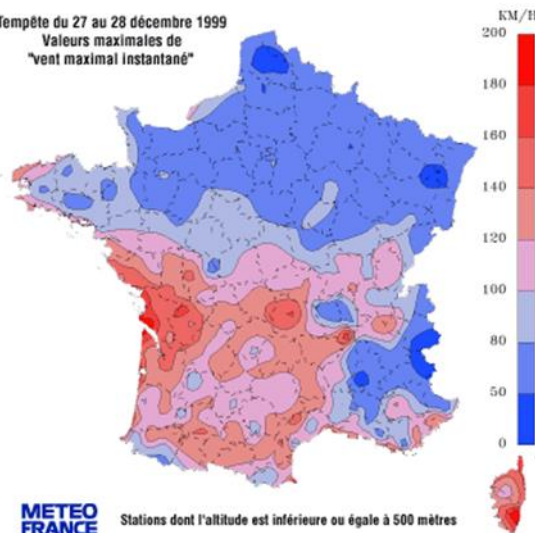 Tempête du 27 au 28 décembre 1999
Valeurs maximales de
"vent maximal instantané"
KM/H
200
180
160
140
120
100
80
50
0
METEO
FRANCE
Stations dont l'altitude est inférieure ou égale à 500 mètres